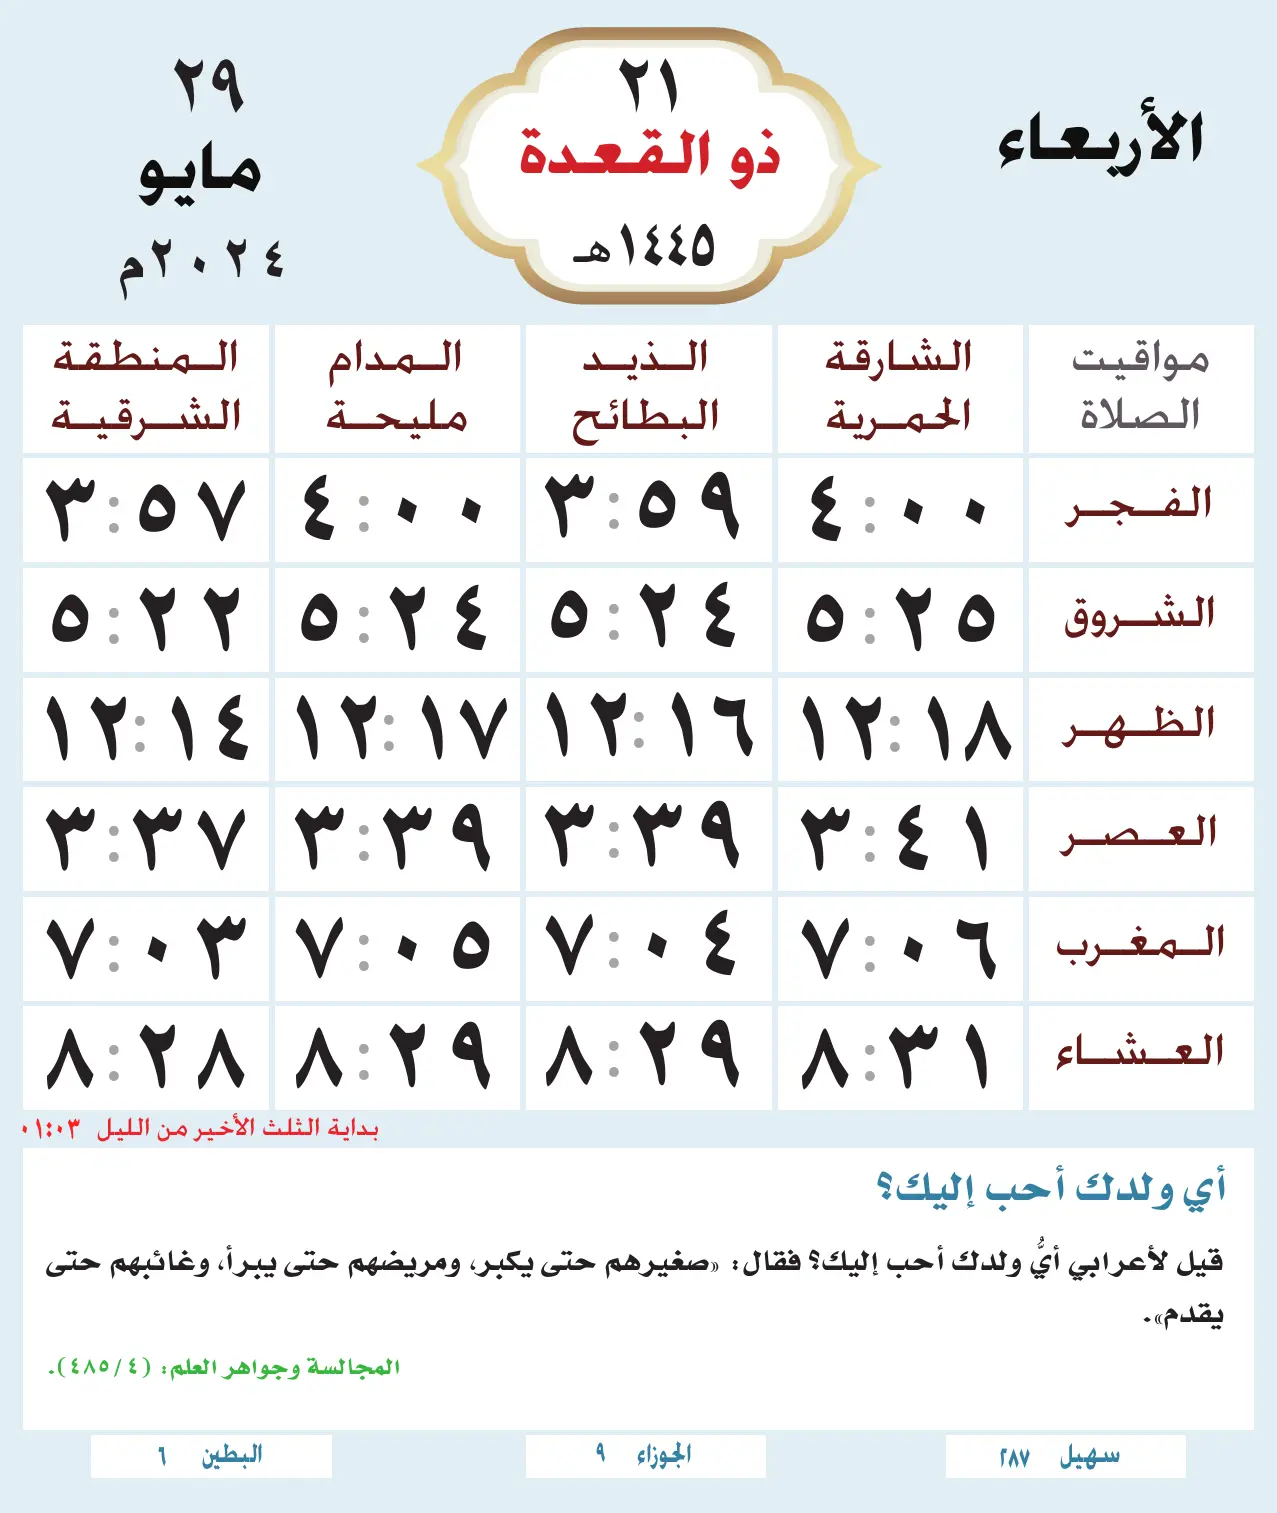 الأربعاء
٢١
ذو القعدة
١٤٤٥هـ
٢٩
مايو
٢٠٢٤م
مواقيت الصلاة | الشارقة الحمرية | الذيد البطائح | المدام مليحة | المنطقة الشرقية
الفجر ٤:٠٠ ٣:٥٩ ٤:٠٠ ٣:٥٧
الشروق ٥:٢٥ ٥:٢٤ ٥:٢٤ ٥:٢٢
الظهر ١٢:١٨ ١٢:١٦ ١٢:١٧ ١٢:١٤
العصر ٣:٤١ ٣:٣٩ ٣:٣٩ ٣:٣٧
المغرب ٧:٠٦ ٧:٠٤ ٧:٠٥ ٧:٠٣
العشاء ٨:٣١ ٨:٢٩ ٨:٢٩ ٨:٢٨
بداية الثلث الأخير من الليل ٠١:٠٣
أي ولدك أحب إليك؟
قيل لأعرابي أيُّ ولدك أحب إليك؟ فقال: «صغيرهم حتى يكبر، ومريضهم حتى يبرأ، وغائبهم حتى
يقدم».
المجالسة وجواهر العلم: (٤/٤٨٥).
سهيل ٢٨٧
الجوزاء ٩
البطين ٦